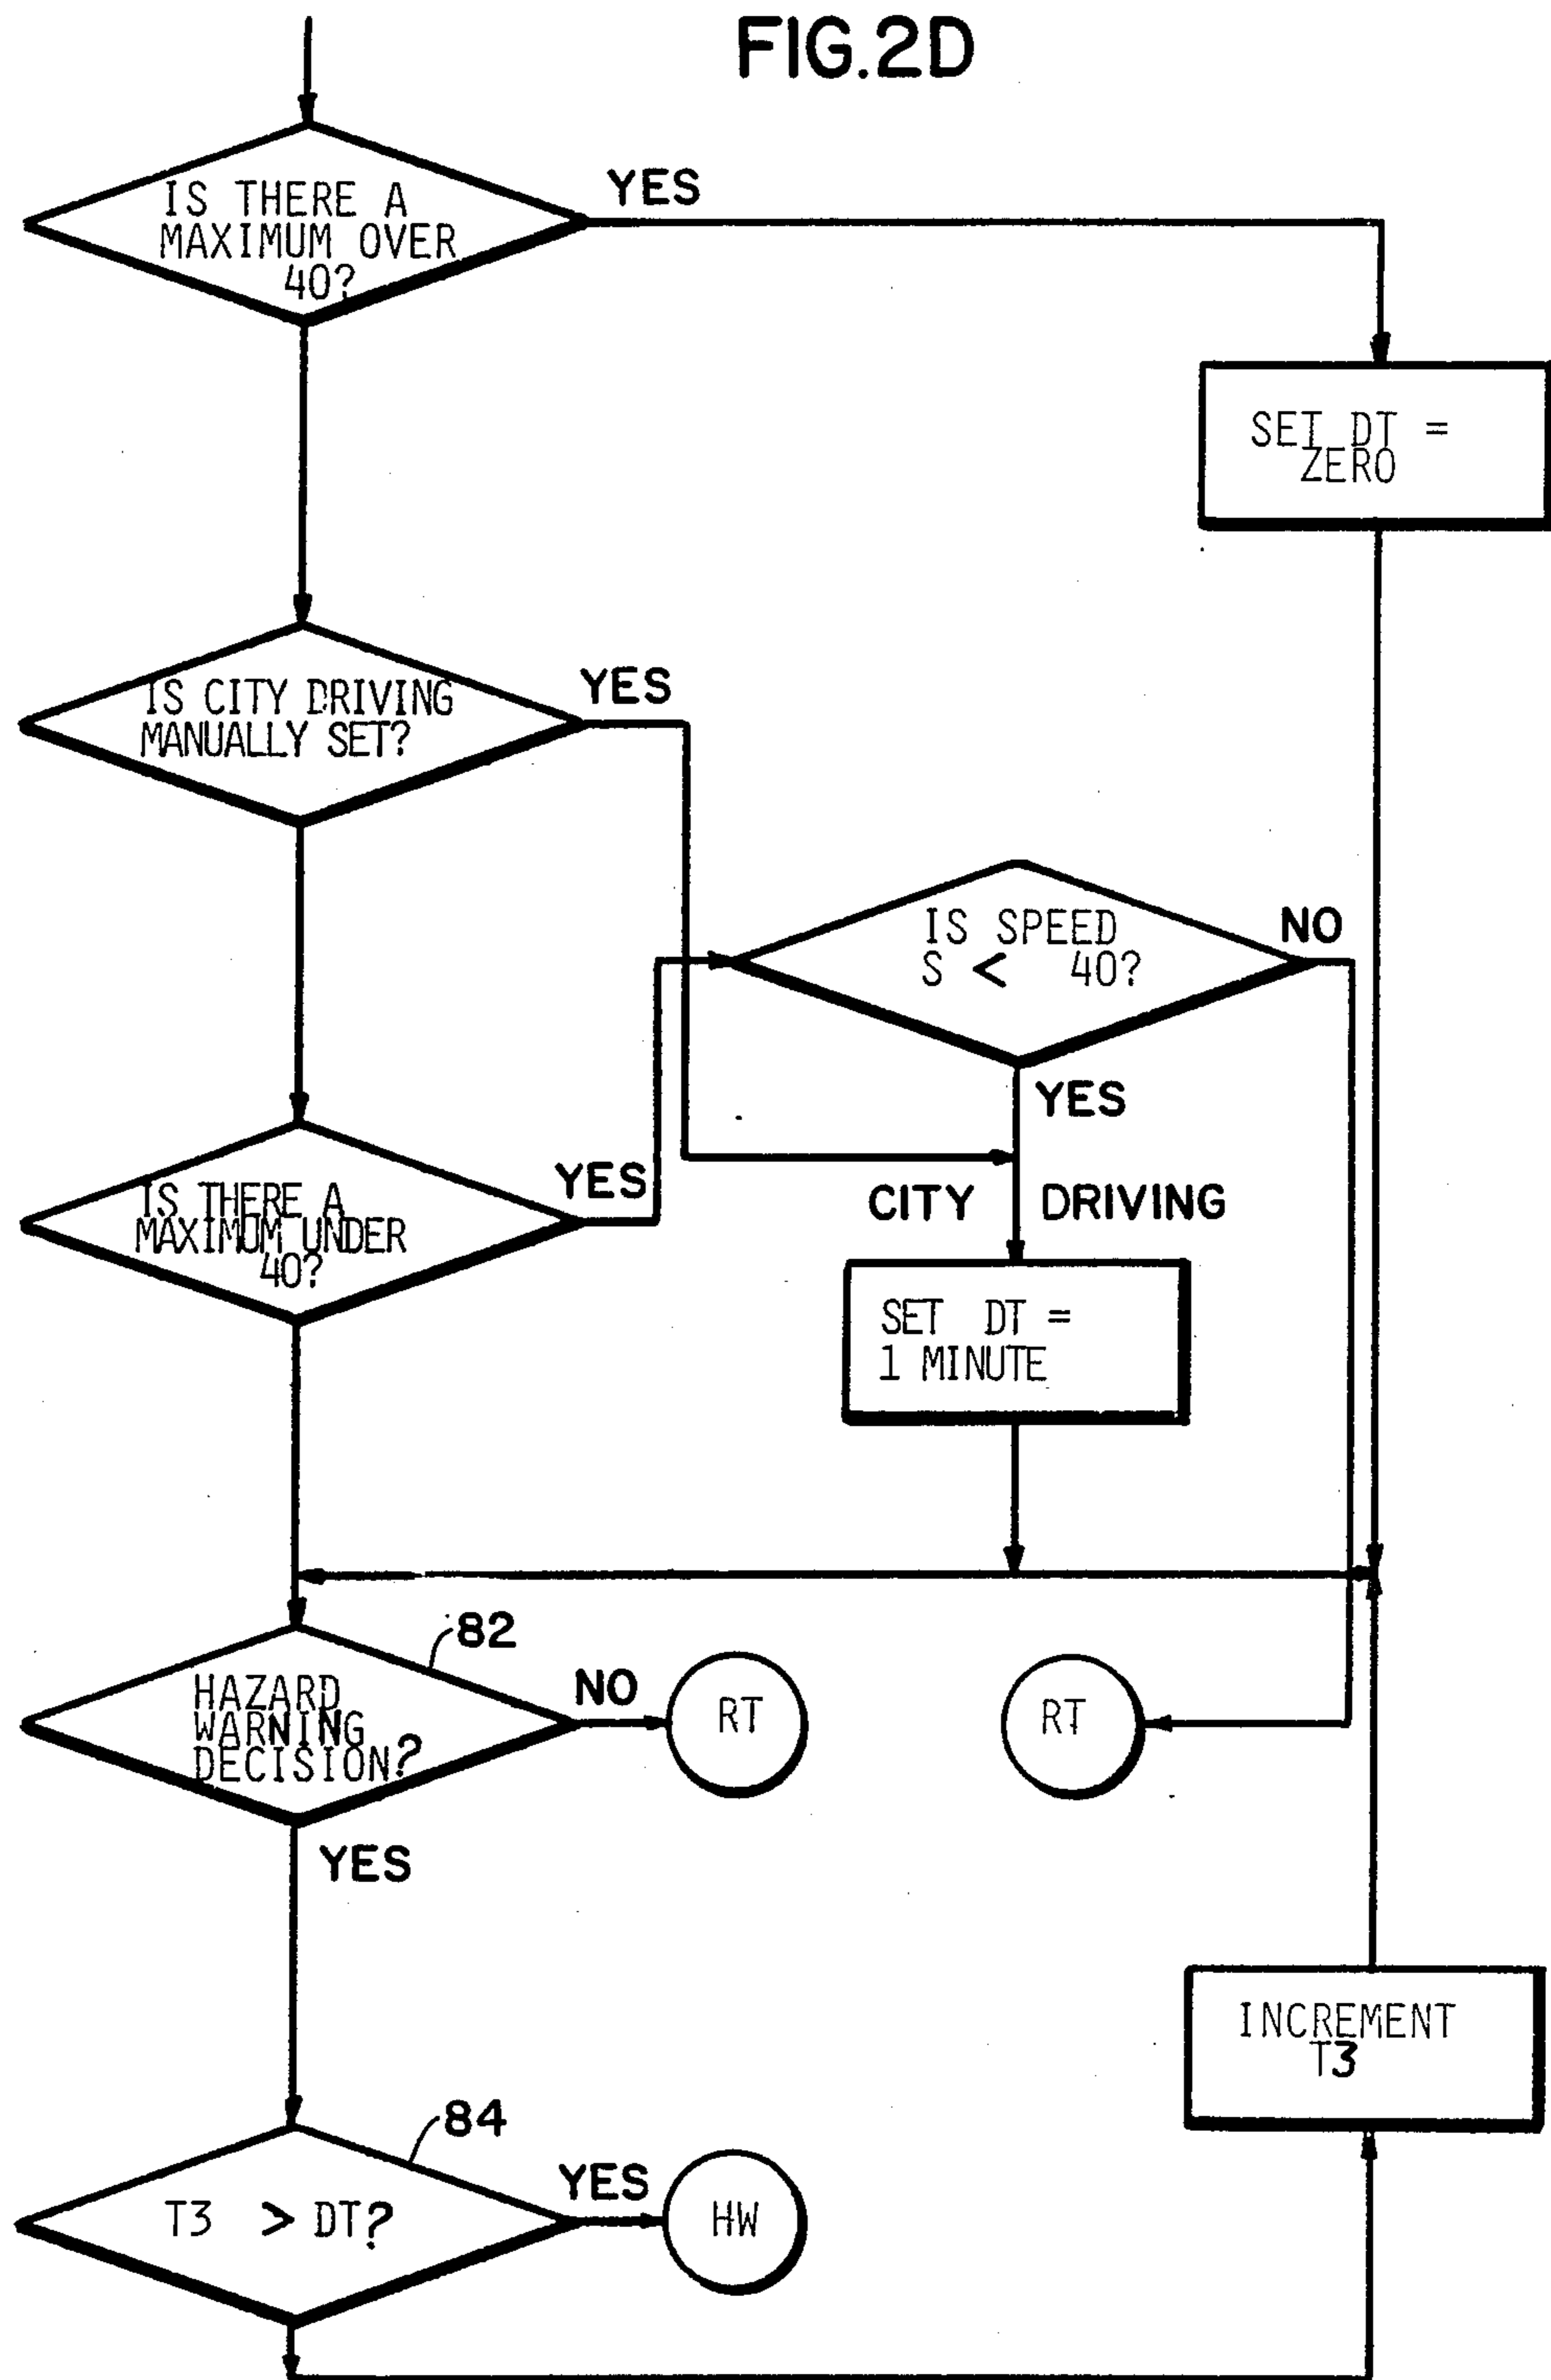 FIG.2D
IS THERE A
MAXIMUM OVER
40?
YES
SET DT =
ZERO
IS CITY DRIVING
MANUALLY SET?
YES
IS SPEED
S < 40?
NO
YES
IS THERE A
MAXIMUM UNDER
40?
YES
CITY DRIVING
SET DT =
1 MINUTE
82
HAZARD
WARNING
DECISION?
NO
RT
RT
YES
INCREMENT
T3
84
T3 > DT?
YES
HW